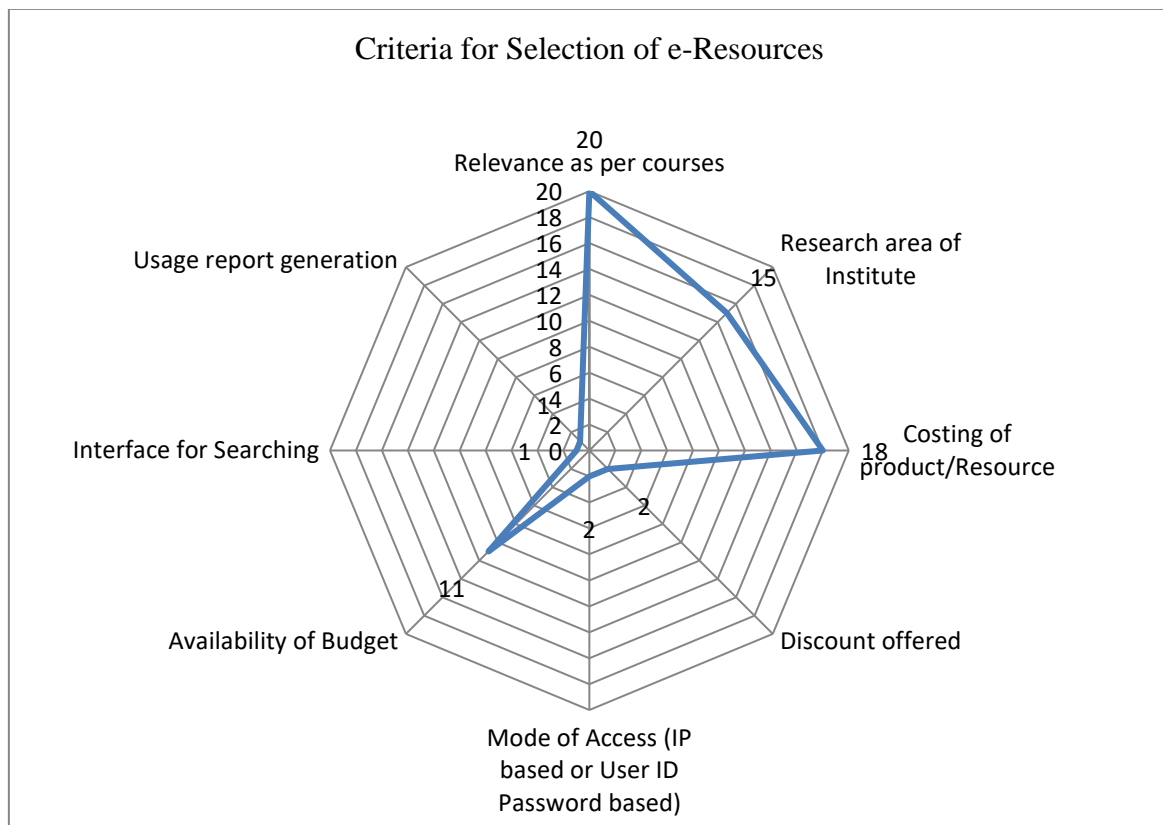 Criteria for Selection of e-Resources
20
Relevance as per courses
20
18
16
14
12
10
8
6
4
2
0
Research area of
Institute
15
Costing of
product/Resource
18
Discount offered
2
Mode of Access (IP
based or User ID
Password based)
2
Availability of Budget
11
Interface for Searching
1
Usage report generation
1